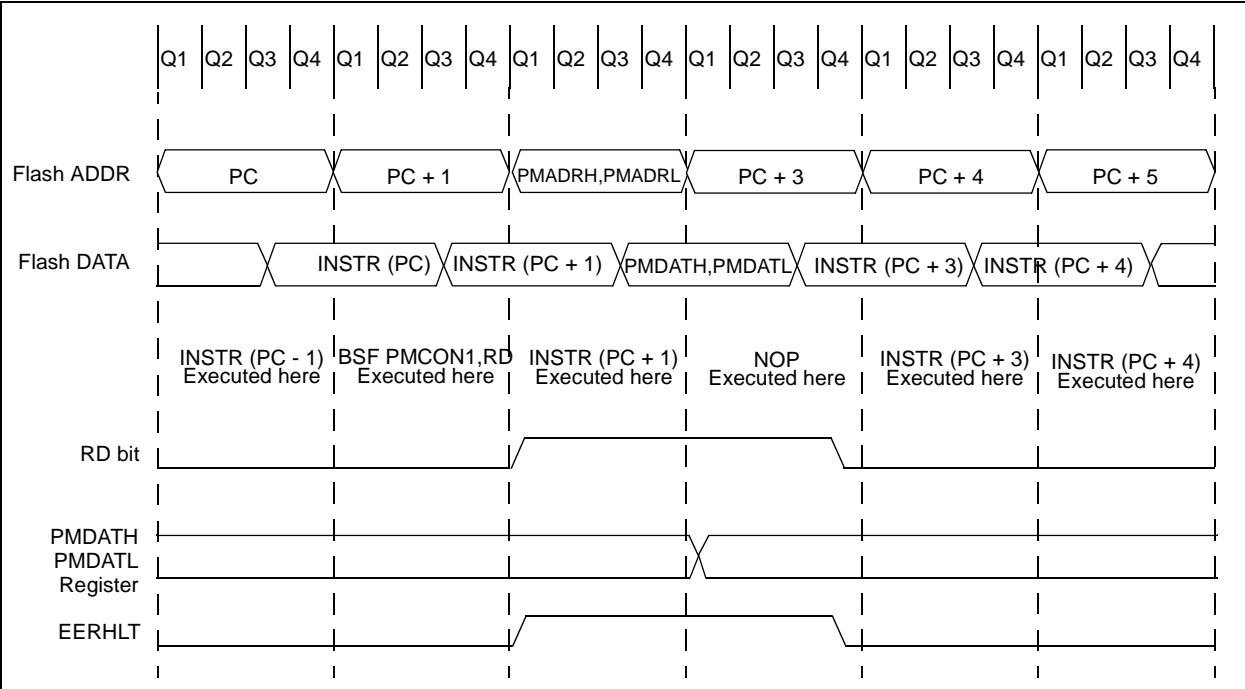 Q1 Q2 Q3 Q4 Q1 Q2 Q3 Q4 Q1 Q2 Q3 Q4 Q1 Q2 Q3 Q4 Q1 Q2 Q3 Q4 Q1 Q2 Q3 Q4
Flash ADDR PC PC + 1 PMADRH,PMADRL PC + 3 PC + 4 PC + 5
Flash DATA INSTR (PC) INSTR (PC + 1) PMDATH,PMDATL INSTR (PC + 3) INSTR (PC + 4)
INSTR (PC - 1) BSF PMCON1,RD INSTR (PC + 1) NOP INSTR (PC + 3) INSTR (PC + 4)
Executed here Executed here Executed here Executed here Executed here Executed here
RD bit
PMDATH
PMDATL
Register
EERHLT